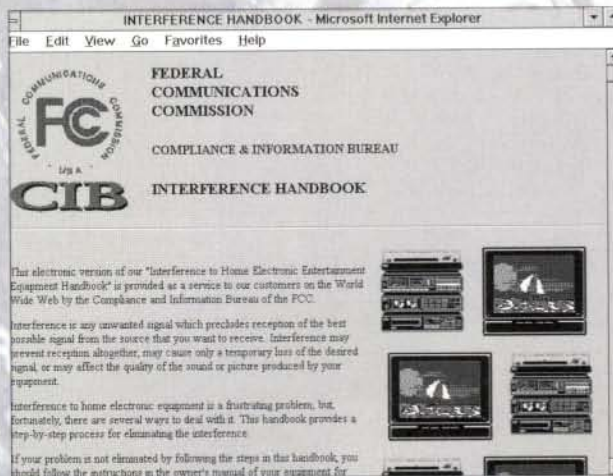 INTERFERENCE HANDBOOK - Microsoft Internet Explorer
File Edit View Go Favorites Help
FEDERAL COMMUNICATIONS COMMISSION
USA
FCC
CIB
FEDERAL
COMMUNICATIONS
COMMISSION
COMPLIANCE & INFORMATION BUREAU
INTERFERENCE HANDBOOK
This electronic version of our "Interference to Home Electronic Entertainment
Equipment Handbook" is provided as a service to our customers on the World
Wide Web by the Compliance and Information Bureau of the FCC.
Interference is any unwanted signal which precludes reception of the best
possible signal from the source that you want to receive. Interference may
prevent reception altogether, may cause only a temporary loss of the desired
signal, or may affect the quality of the sound or picture produced by your
equipment.
Interference to home electronic equipment is a frustrating problem, but,
fortunately, there are several ways to deal with it. This handbook provides a
step-by-step process for eliminating the interference.
If your problem is not eliminated by following the steps in this handbook, you
should follow the instructions in the owner's manual of your equipment for